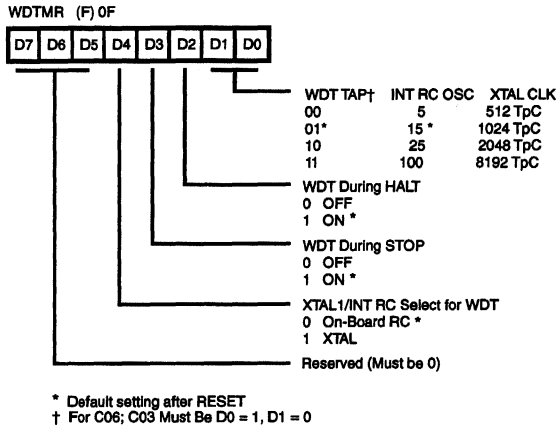 WDTMR (F) 0F
D7 D6 D5 D4 D3 D2 D1 D0
WDT TAP† INT RC OSC XTAL CLK
00 5 512 TpC
01* 15 * 1024 TpC
10 25 2048 TpC
11 100 8192 TpC
WDT During HALT
0 OFF
1 ON *
WDT During STOP
0 OFF
1 ON *
XTAL1/INT RC Select for WDT
0 On-Board RC *
1 XTAL
Reserved (Must be 0)
* Default setting after RESET
† For C06; C03 Must Be D0 = 1, D1 = 0